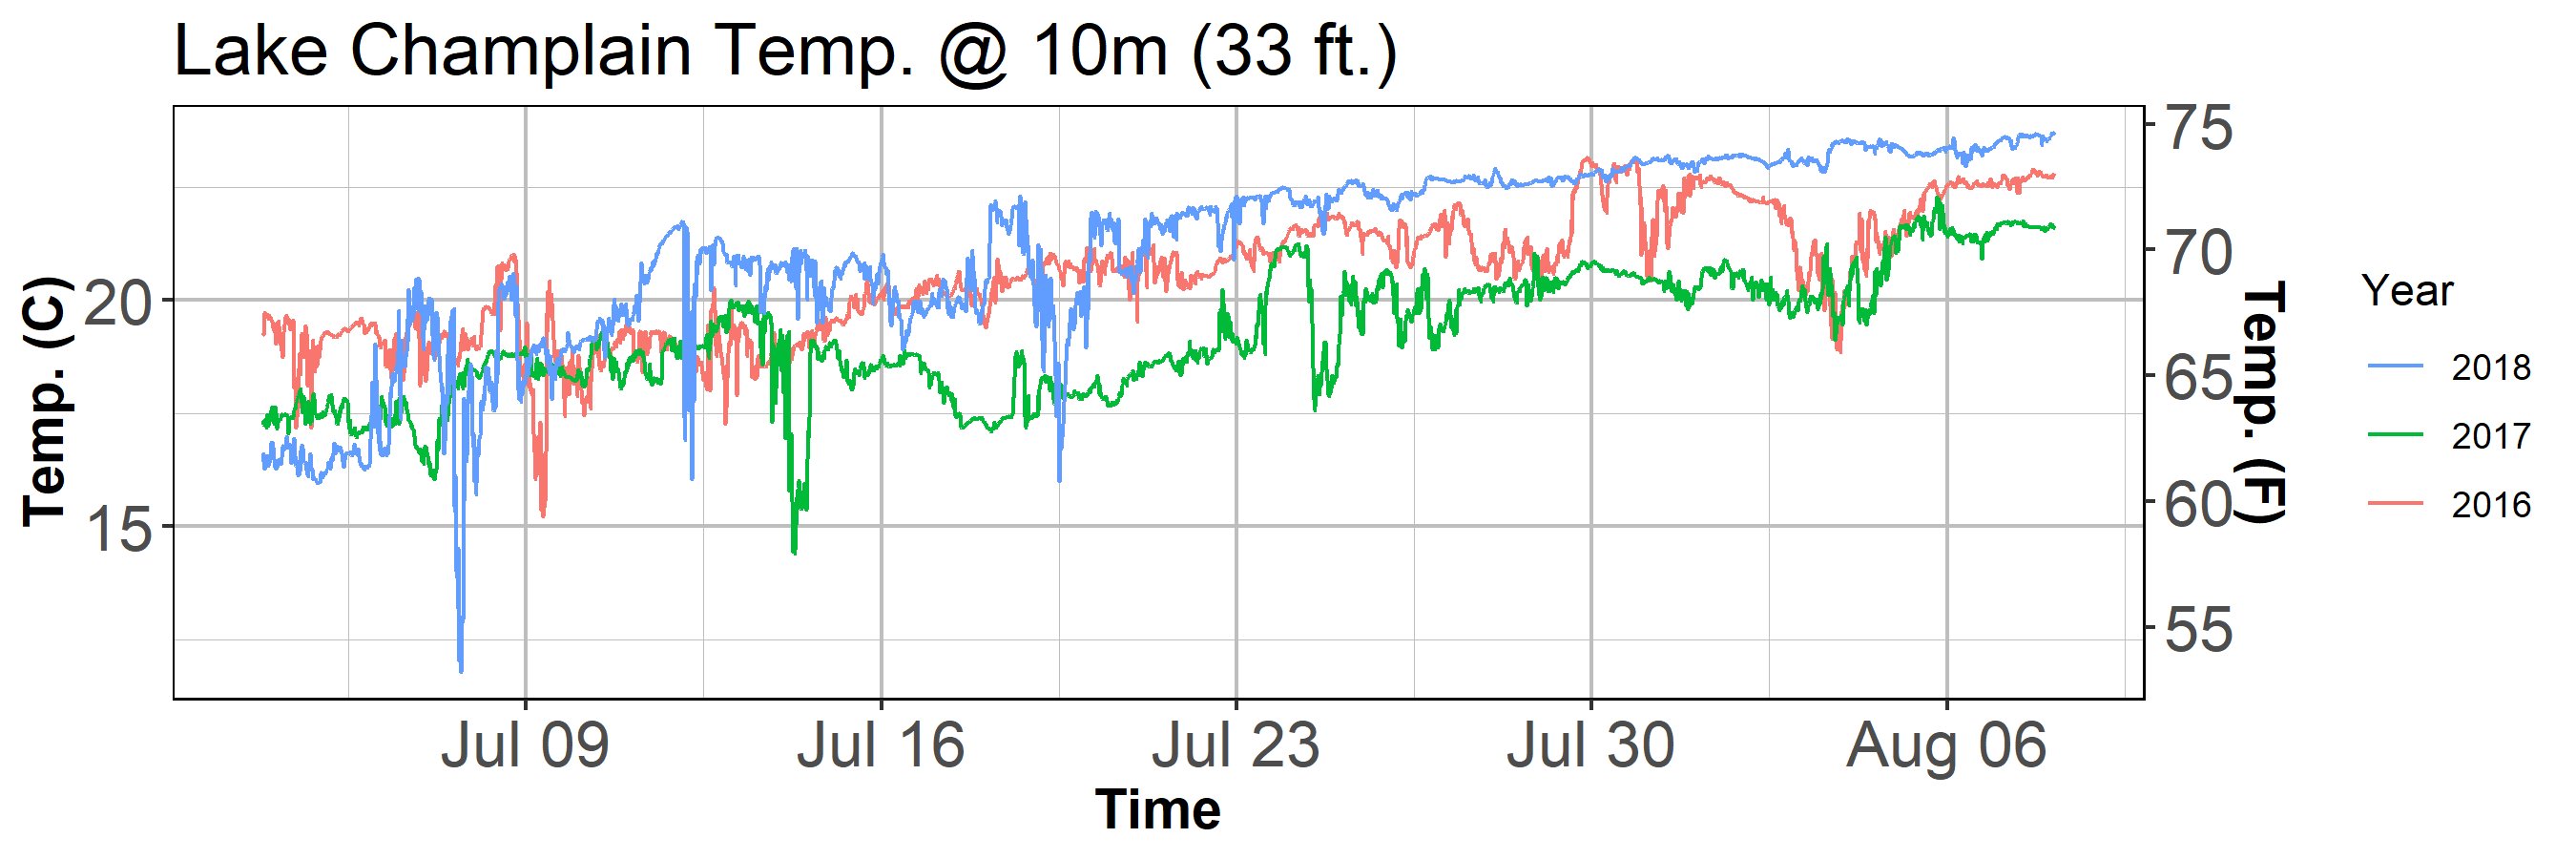 Lake Champlain Temp. @ 10m (33 ft.)
Temp. (C)
20
15
75
70
65
60
55
Temp. (F)
Jul 09
Jul 16
Jul 23
Jul 30
Aug 06
Time
Year
2018
2017
2016